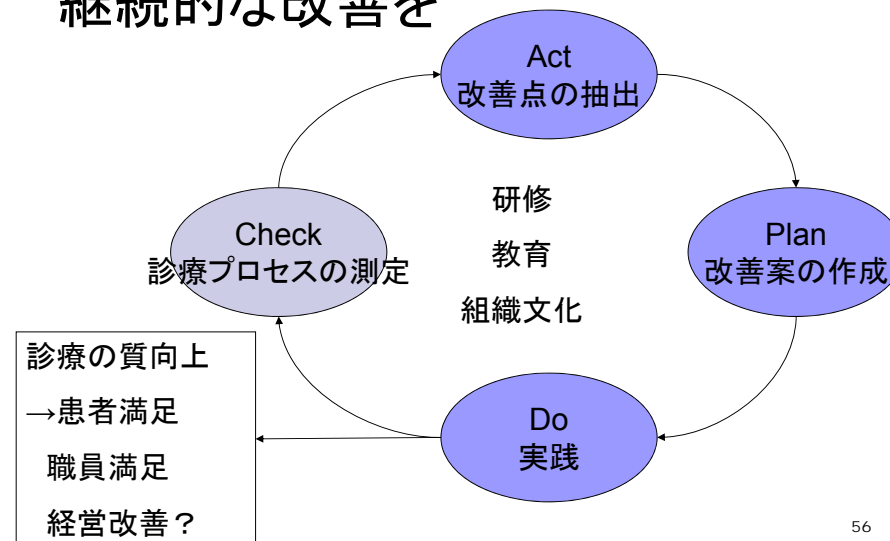 継続的な改善を
Act
改善点の抽出
Check
診療プロセスの測定
研修
教育
組織文化
Plan
改善案の作成
Do
実践
診療の質向上
→患者満足
職員満足
経営改善？
56